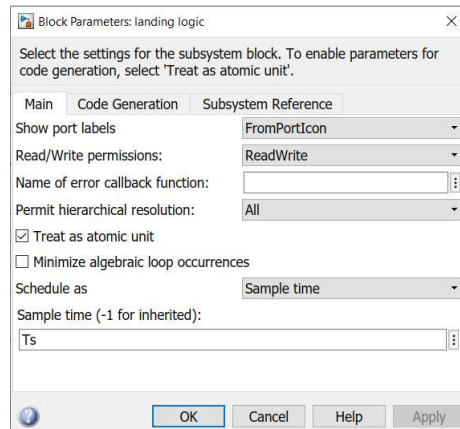 Block Parameters: landing logic
Select the settings for the subsystem block. To enable parameters for
code generation, select 'Treat as atomic unit'.
Main Code Generation Subsystem Reference
Show port labels FromPortIcon
Read/Write permissions: ReadWrite
Name of error callback function:
Permit hierarchical resolution: All
Treat as atomic unit
Minimize algebraic loop occurrences
Schedule as Sample time
Sample time (-1 for inherited):
Ts
OK Cancel Help Apply